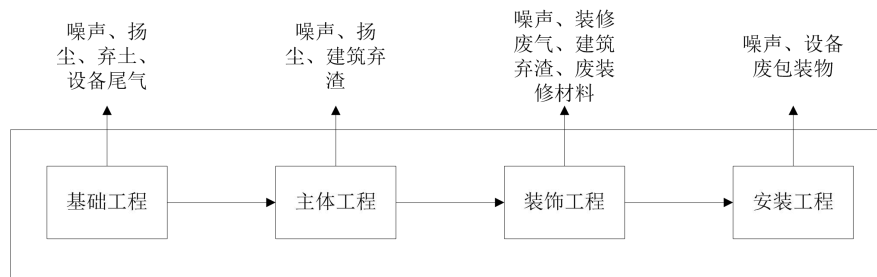 噪声、扬
尘、弃土、
设备尾气
噪声、扬
尘、建筑弃
渣
噪声、装修
废气、建筑
弃渣、废装
修材料
噪声、设备
废包装物
基础工程
主体工程
装饰工程
安装工程